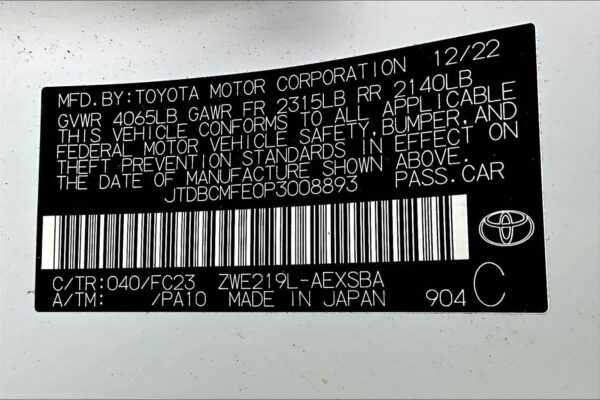 MFD. BY: TOYOTA MOTOR CORPORATION 12/22
GVWR 4065LB GAWR FR 2315LB RR 2140LB
THIS VEHICLE CONFORMS TO ALL APPLICABLE
FEDERAL MOTOR VEHICLE SAFETY, BUMPER, AND
THEFT PREVENTION STANDARDS IN EFFECT ON
THE DATE OF MANUFACTURE SHOWN ABOVE.
JTDBCMFE0P3008893 PASS. CAR
C/TR: 040/FC23 ZWE219L-AEXSBA
A/TM: /PA10 MADE IN JAPAN 904 C